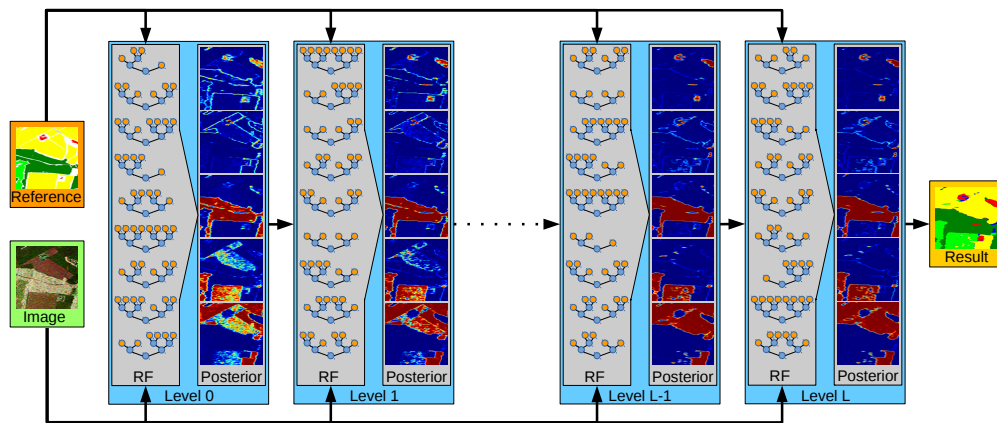 Reference
Image
RF
Posterior
Level 0
RF
Posterior
Level 1
RF
Posterior
Level L-1
RF
Posterior
Level L
Result